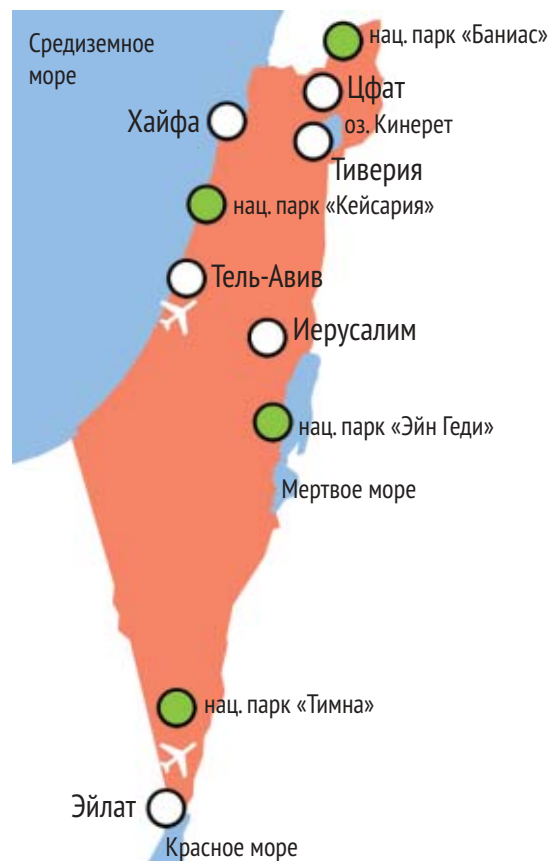 Средиземное
море
нац. парк «Баниас»
Цфат
Хайфа
оз. Кинерет
Тиверия
нац. парк «Кейсария»
Тель-Авив
Иерусалим
нац. парк «Эйн Геди»
Мертвое море
нац. парк «Тимна»
Эйлат
Красное море